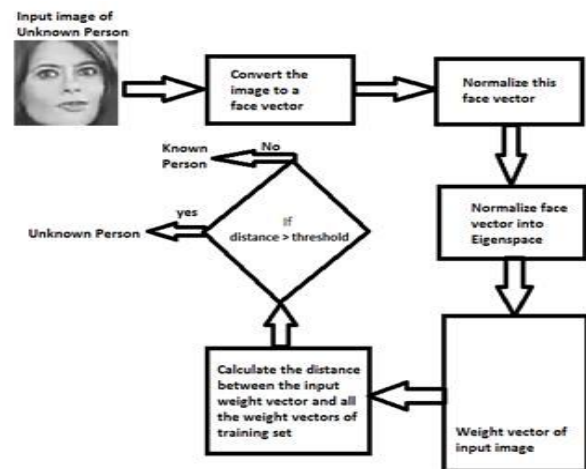 Input image of
Unknown Person
Convert the
image to a
face vector
Normalize this
face vector
Normalize face
vector into
Eigenspace
Weight vector of
input image
Calculate the distance
between the input
weight vector and all
the weight vectors of
training set
If
distance > threshold
No
Known
Person
yes
Unknown Person